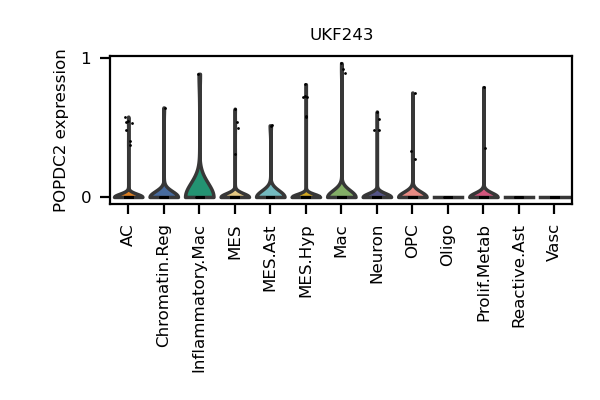 UKF243
POPDC2 expression
1
0
AC
Chromatin.Reg
Inflammatory.Mac
MES
MES.Ast
MES.Hyp
Mac
Neuron
OPC
Oligo
Prolif.Metab
Reactive.Ast
Vasc